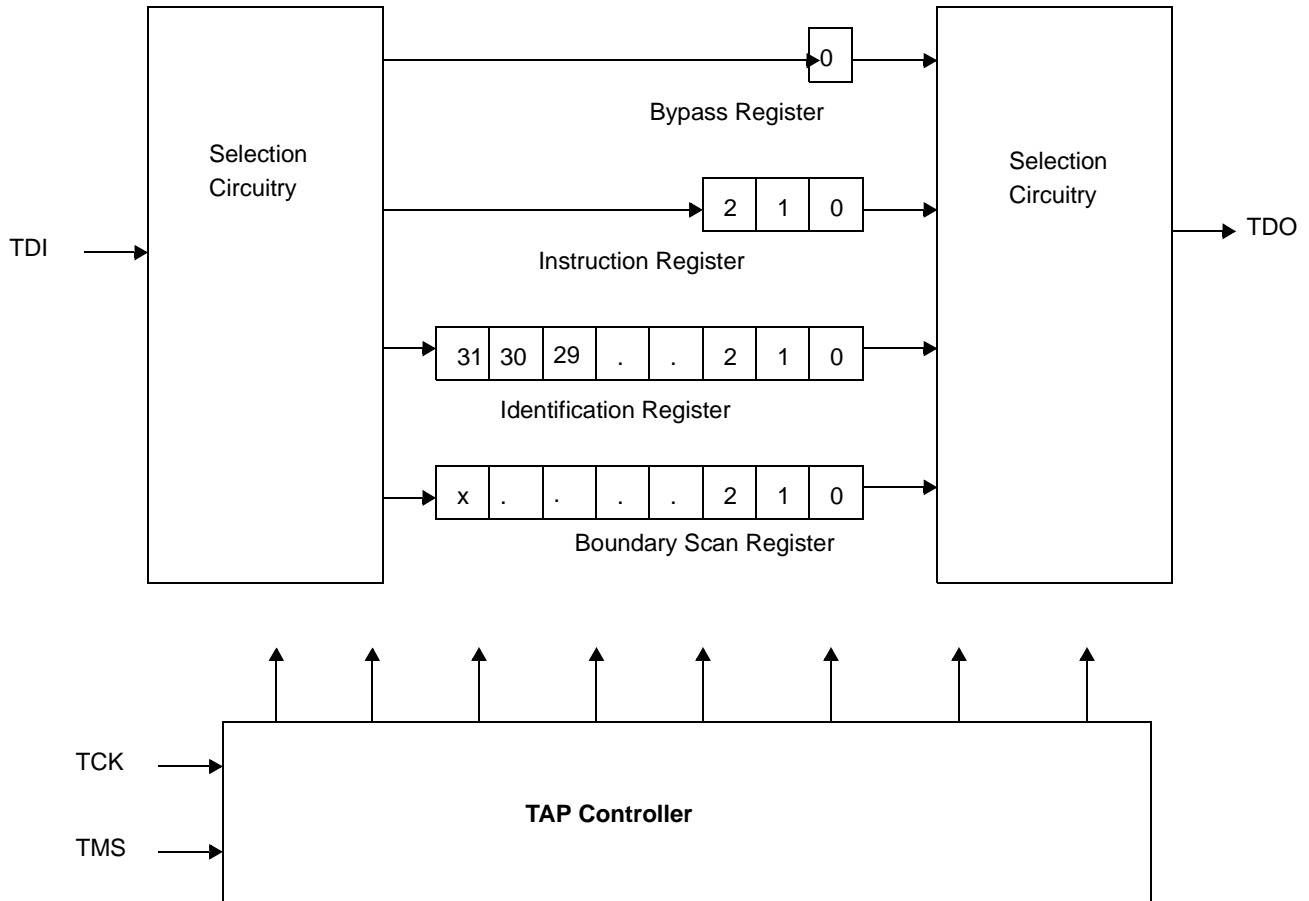 0
Bypass Register
Selection
Circuitry
Selection
Circuitry
2 1 0
TDI
TDO
Instruction Register
31 30 29 . . 2 1 0
Identification Register
x . . . . 2 1 0
Boundary Scan Register
TCK
TAP Controller
TMS